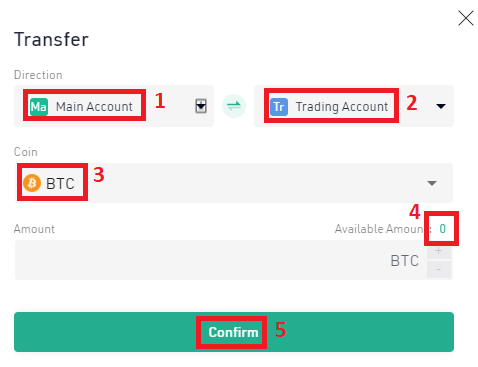 Transfer
Direction
Ma Main Account 1 Tr Trading Account 2
Coin
BTC 3
4
Amount Available Amount: 0
BTC + -
Confirm 5